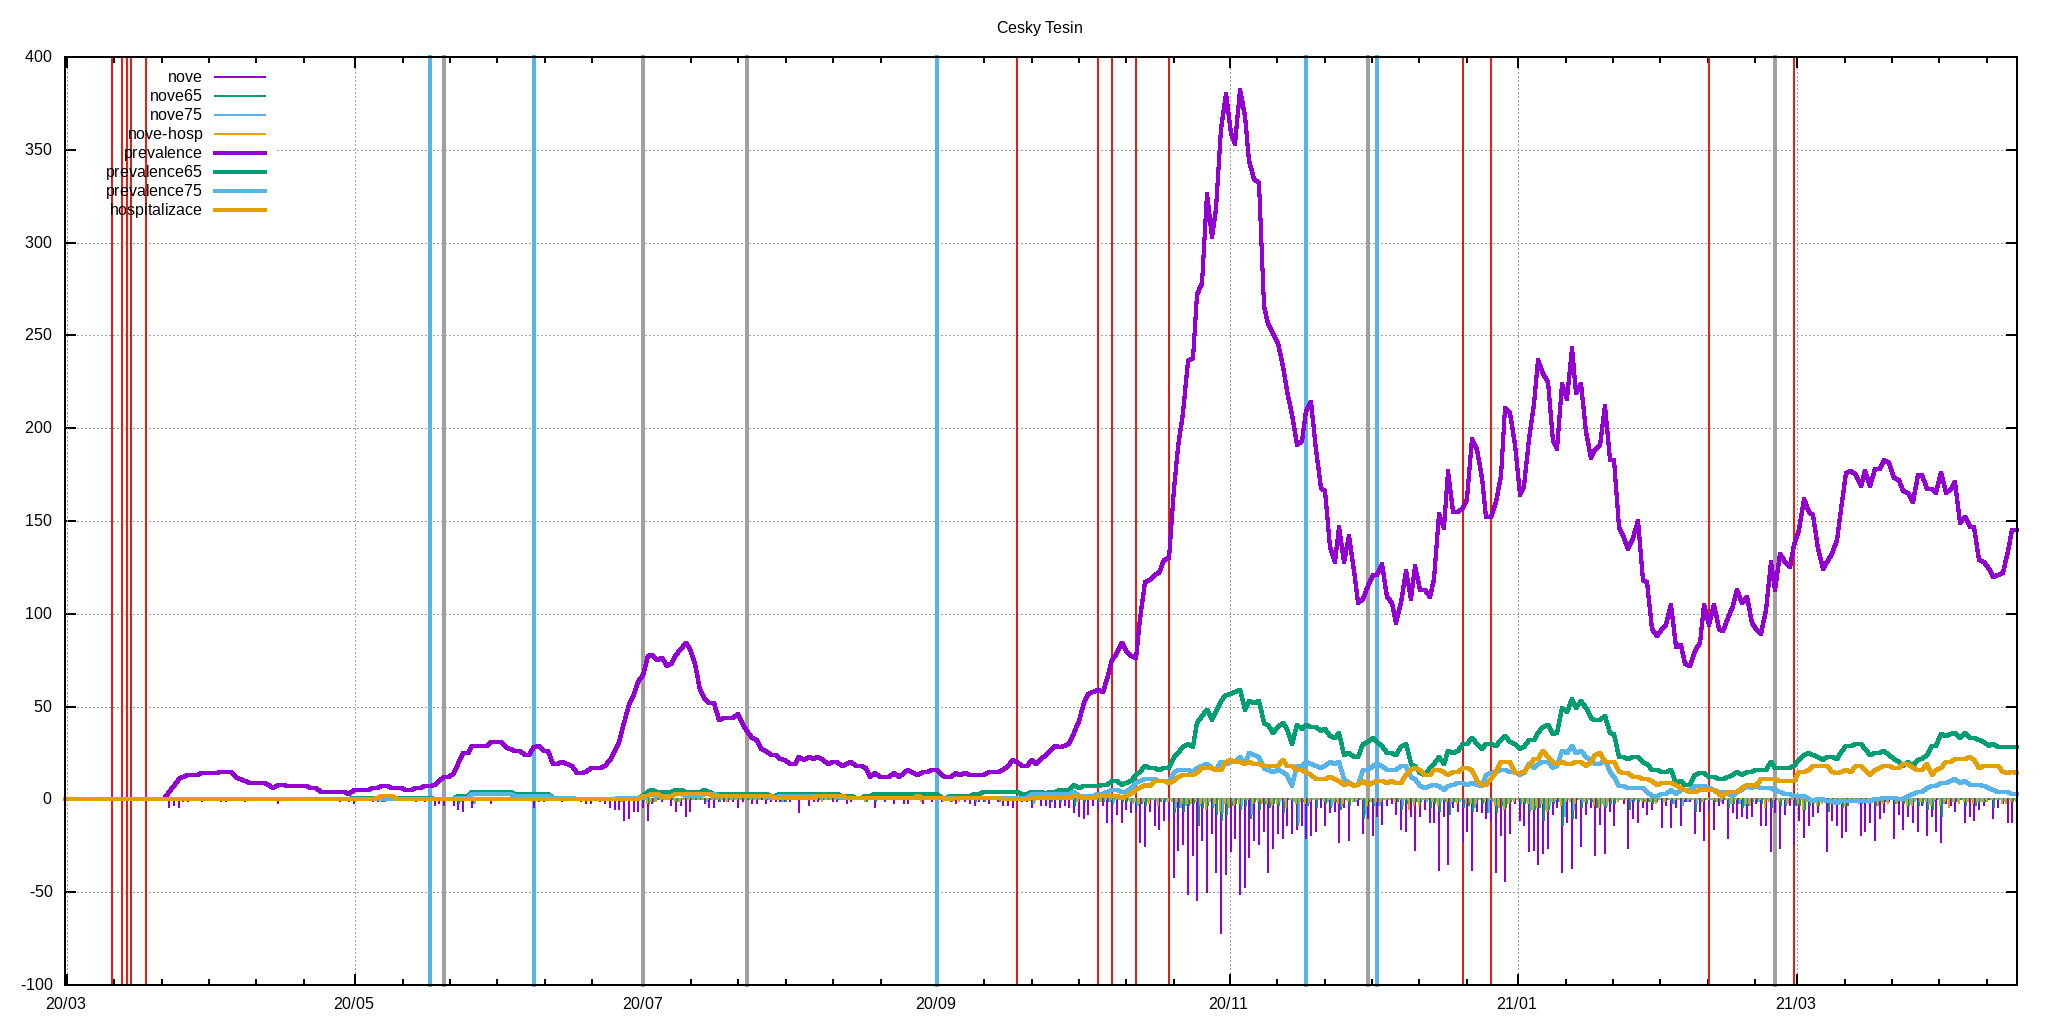 Cesky Tesin
400
350
300
250
200
150
100
50
0
-50
-100
nove
nove65
nove75
nove-hosp
prevalence
prevalence65
prevalence75
hospitalizace
20/03 20/05 20/07 20/09 20/11 21/01 21/03